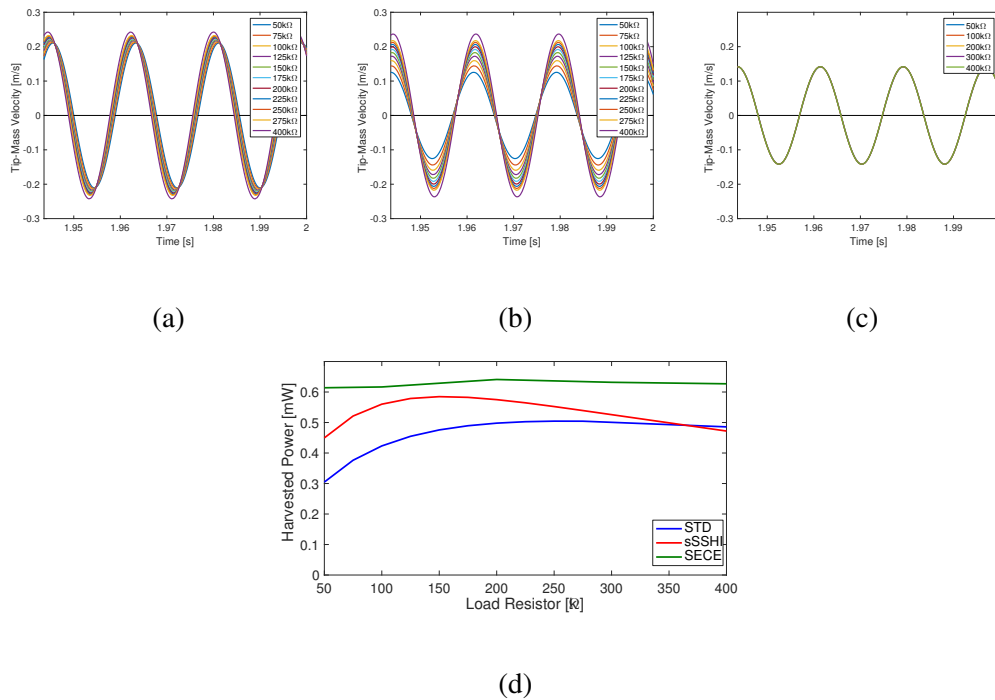 0.3
0.2
0.1
0
-0.1
-0.2
-0.3
Tip-Mass Velocity [m/s]
1.95 1.96 1.97 1.98 1.99 2
Time [s]
50kΩ
75kΩ
100kΩ
125kΩ
150kΩ
175kΩ
200kΩ
225kΩ
250kΩ
275kΩ
400kΩ
(a)
0.3
0.2
0.1
0
-0.1
-0.2
-0.3
Tip-Mass Velocity [m/s]
1.95 1.96 1.97 1.98 1.99 2
Time [s]
50kΩ
75kΩ
100kΩ
125kΩ
150kΩ
175kΩ
200kΩ
225kΩ
250kΩ
275kΩ
400kΩ
(b)
0.3
0.2
0.1
0
-0.1
-0.2
-0.3
Tip-Mass Velocity [m/s]
1.95 1.96 1.97 1.98 1.99
Time [s]
50kΩ
100kΩ
200kΩ
300kΩ
400kΩ
(c)
0.6
0.5
0.4
0.3
0.2
0.1
0
Harvested Power [mW]
50 100 150 200 250 300 350 400
Load Resistor [kΩ]
STD
sSSHI
SECE
(d)